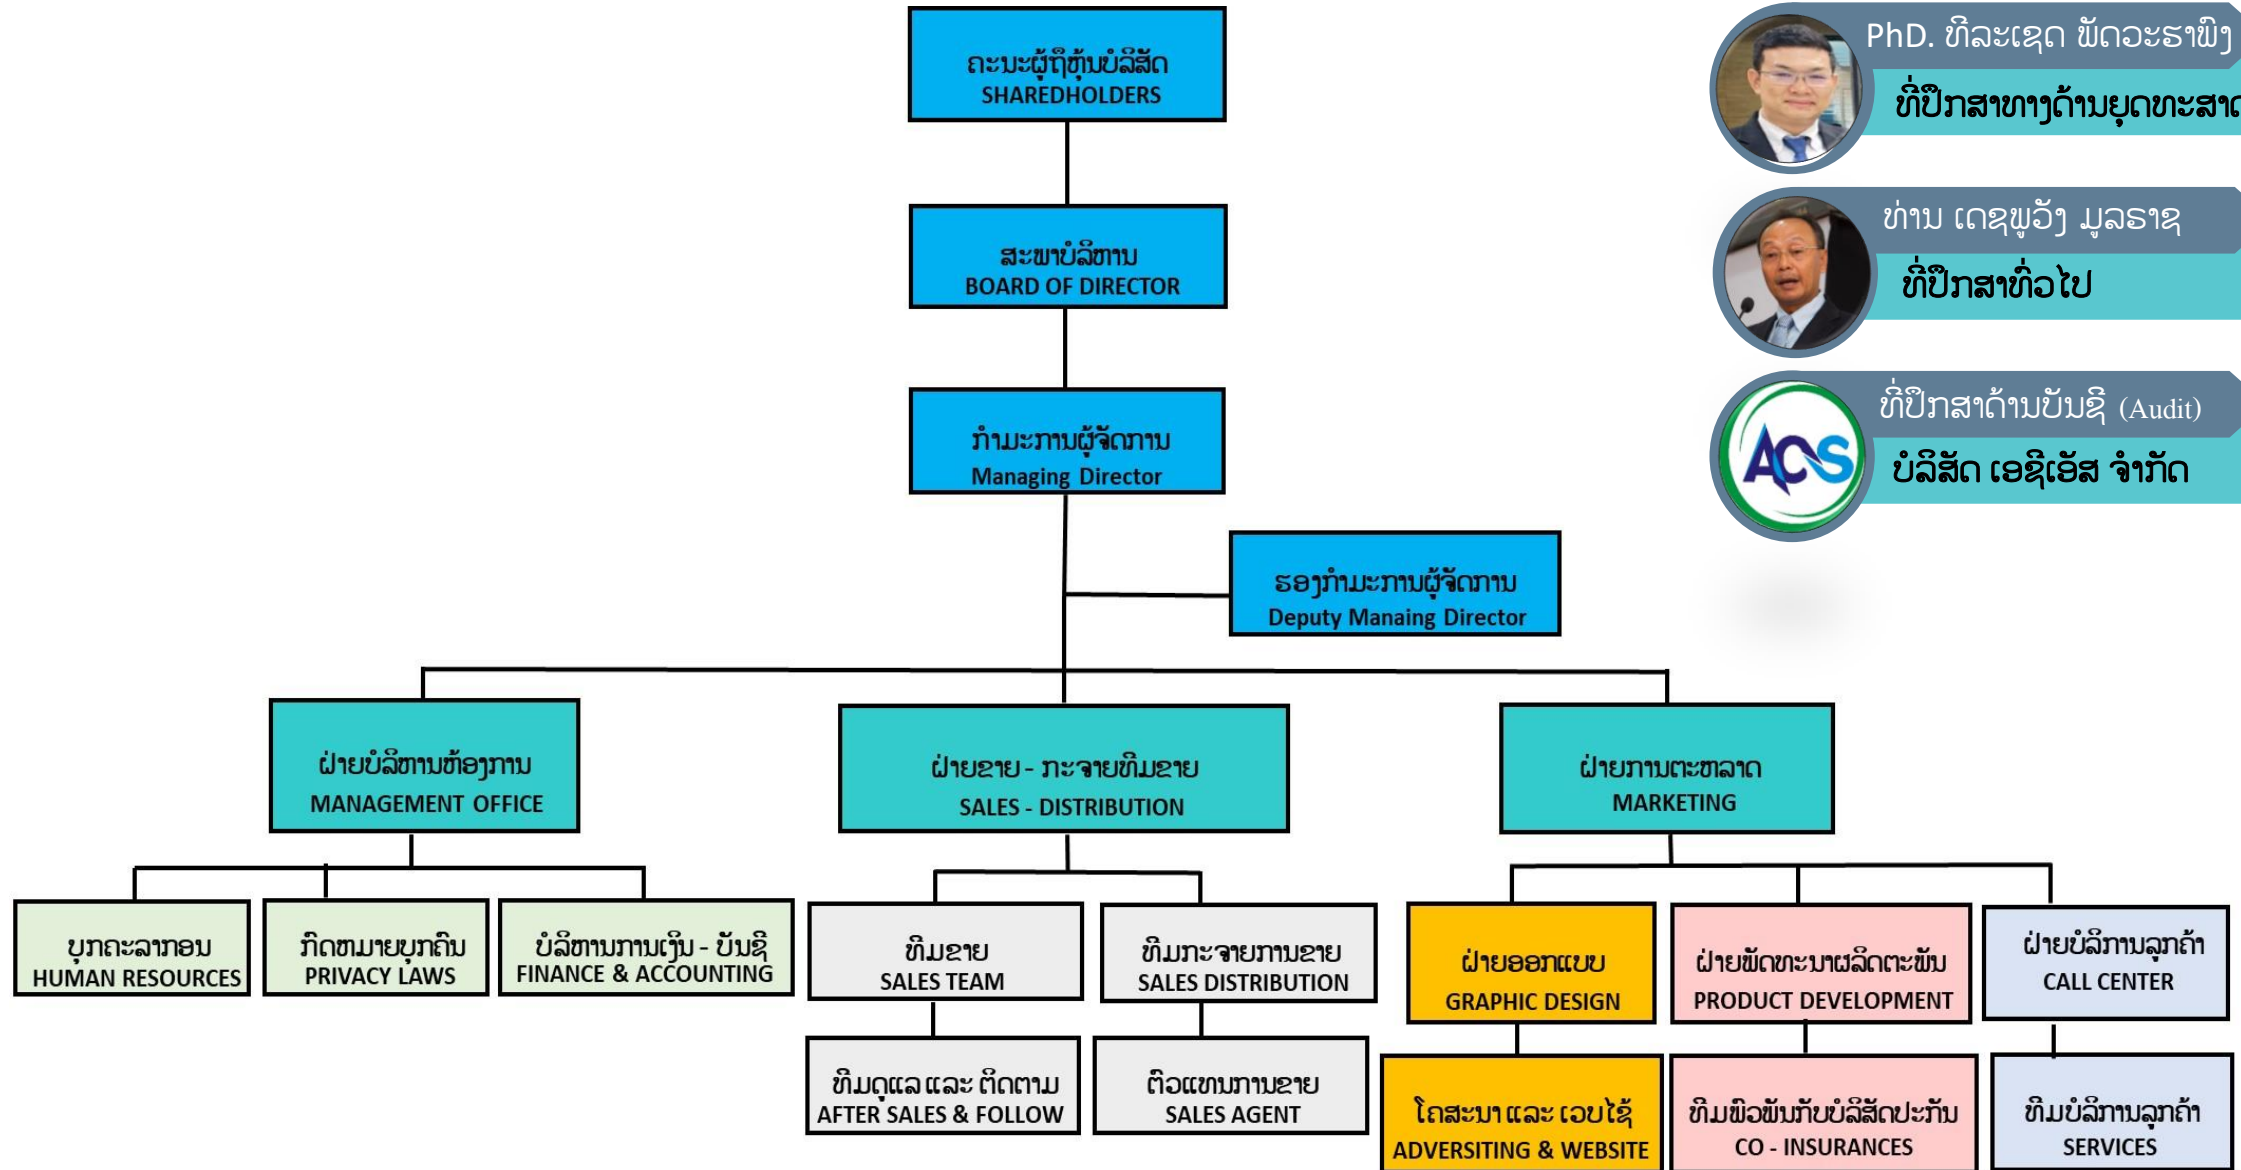 ຄະນະຜູ້ຖືຫຸ້ນບໍລິສັດ
SHAREDHOLDERS
ສະພາບໍລິຫານ
BOARD OF DIRECTOR
ກຳມະການຜູ້ຈັດການ
Managing Director
ຮອງກຳມະການຜູ້ຈັດການ
Deputy Manaing Director
PhD. ທີລະເຊດ ພັດວະຮາພົງ
ທີ່ປຶກສາທາງດ້ານຍຸດທະສາດ
ທ່ານ ເດຊພູວັງ ມູລຣາຊ
ທີ່ປຶກສາທົ່ວໄປ
ACS
ທີ່ປຶກສາດ້ານບັນຊີ (Audit)
ບໍລິສັດ ເອຊີເອັສ ຈຳກັດ
ຝ່າຍບໍລິຫານຫ້ອງການ
MANAGEMENT OFFICE
ຝ່າຍຂາຍ - ກະຈາຍທີມຂາຍ
SALES - DISTRIBUTION
ຝ່າຍການຕະຫລາດ
MARKETING
ບຸກຄະລາກອນ
HUMAN RESOURCES
ກົດຫມາຍບຸກຄົນ
PRIVACY LAWS
ບໍລິຫານການເງິນ - ບັນຊີ
FINANCE & ACCOUNTING
ທີມຂາຍ
SALES TEAM
ທີມກະຈາຍການຂາຍ
SALES DISTRIBUTION
ຝ່າຍອອກແບບ
GRAPHIC DESIGN
ຝ່າຍພັດທະນາຜລິດຕະພັນ
PRODUCT DEVELOPMENT
ຝ່າຍບໍລິການລູກຄ້າ
CALL CENTER
ທີມດູແລ ແລະ ຕິດຕາມ
AFTER SALES & FOLLOW
ຕົວແທນການຂາຍ
SALES AGENT
ໂຄສະນາ ແລະ ເວບໄຊ້
ADVERSITING & WEBSITE
ທີມພົວພັນກັບບໍລິສັດປະກັນ
CO - INSURANCES
ທີມບໍລິການລູກຄ້າ
SERVICES